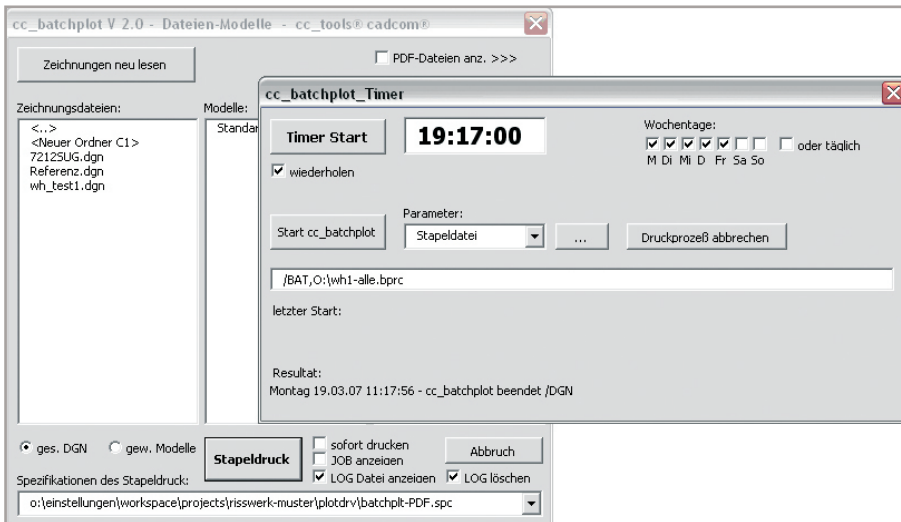 cc_batchplot V 2.0 - Dateien-Modelle - cc_tools® cadcom®
Zeichnungen neu lesen
PDF-Dateien anz. >>>
Zeichnungsdateien:
Modelle:
<..>
<Neuer Ordner C1>
7212SUG.dgn
Referenz.dgn
wh_test1.dgn
Standar
cc_batchplot_Timer
Timer Start
19:17:00
Wochentage:
oder täglich
M Di Mi D Fr Sa So
wiederholen
Start cc_batchplot
Parameter:
Stapeldatei
...
Druckprozeß abbrechen
/BAT,O:\wh1-alle.bprc
letzter Start:
Resultat:
Montag 19.03.07 11:17:56 - cc_batchplot beendet /DGN
ges. DGN
gew. Modelle
Stapeldruck
sofort drucken
JOB anzeigen
LOG Datei anzeigen
Abbruch
LOG löschen
Spezifikationen des Stapeldruck:
o:\einstellungen\workspace\projects\risswerk-muster\plotdrv\batchplt-PDF.spc